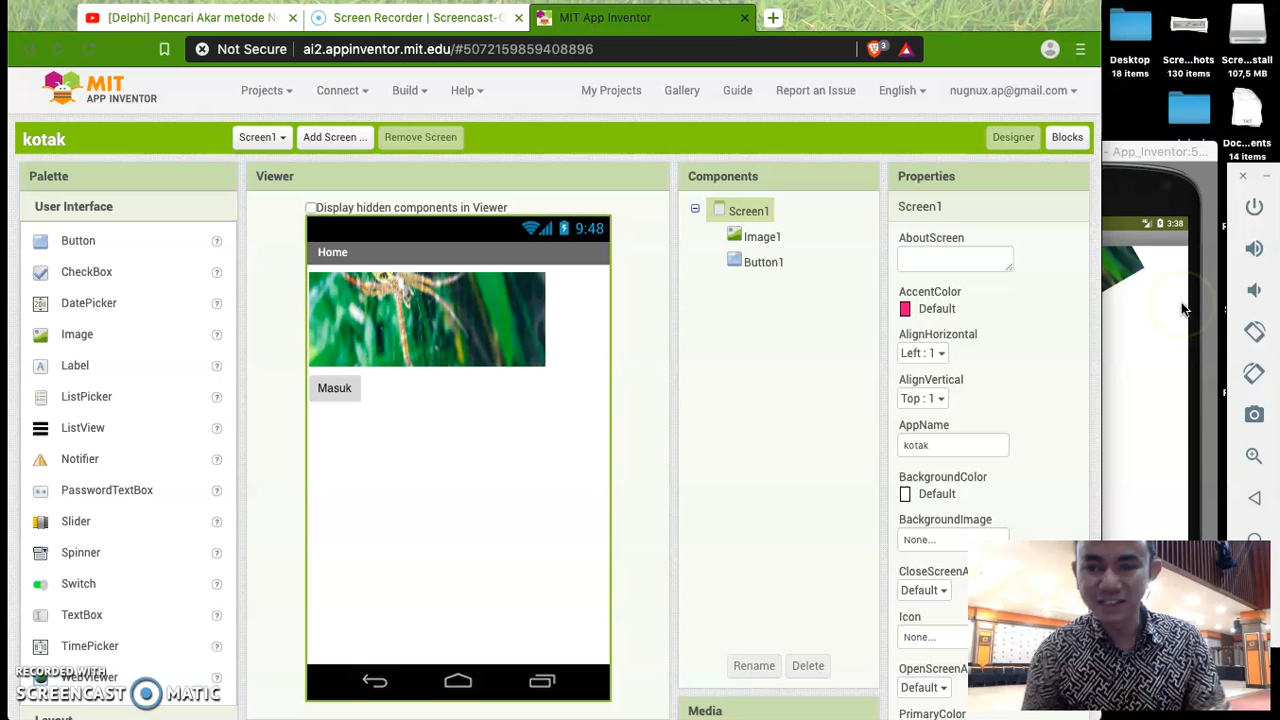 [Delphi] Pencari Akar metode N
Screen Recorder | Screencast-O
MIT App Inventor
Not Secure
ai2.appinventor.mit.edu/#5072159859408896
3
MIT
APP INVENTOR
Projects
Connect
Build
Help
My Projects
Gallery
Guide
Report an Issue
English
nugnux.ap@gmail.com
kotak
Screen1
Add Screen ...
Remove Screen
Designer
Blocks
Palette
User Interface
Button
CheckBox
DatePicker
Image
Label
ListPicker
ListView
Notifier
PasswordTextBox
Slider
Spinner
Switch
TextBox
TimePicker
WebViewer
Layout
RECORDED WITH
SCREENCAST MATIC
Viewer
Display hidden components in Viewer
9:48
Home
Masuk
Components
Screen1
Image1
Button1
Rename
Delete
Media
Properties
Screen1
AboutScreen
AccentColor
Default
AlignHorizontal
Left : 1
AlignVertical
Top : 1
AppName
kotak
BackgroundColor
Default
BackgroundImage
None...
CloseScreenA
Default
Icon
None...
OpenScreenA
Default
PrimaryColor
Desktop
18 items
Scre...hots
130 items
Scre...stall
107,5 MB
Doc...ents
14 items
- App_Inventor:5...
3:38